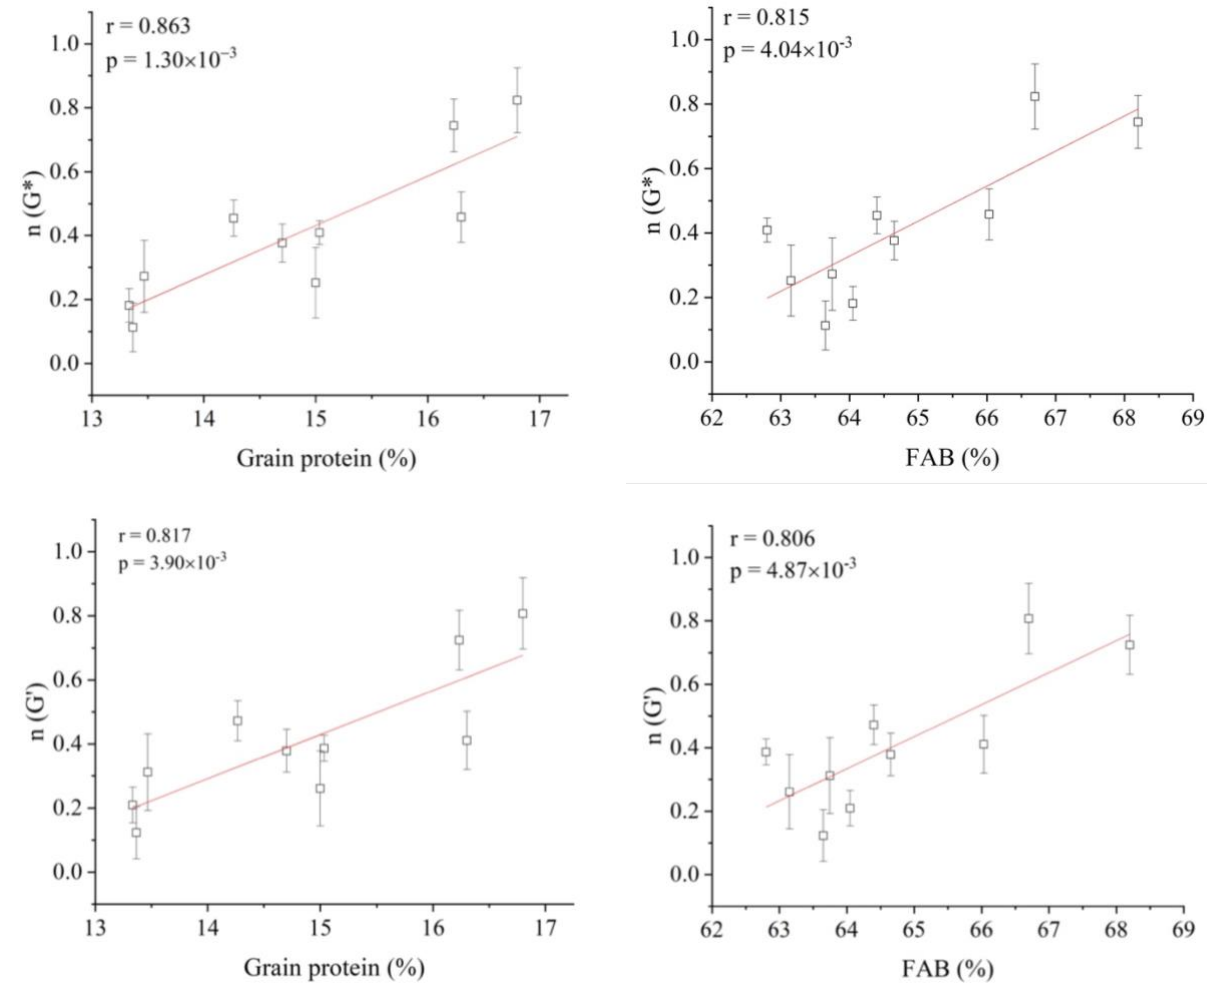 r = 0.863
p = 1.30×10⁻³
1.0
0.8
0.6
0.4
0.2
0.0
n (G*)
13 14 15 16 17
Grain protein (%)
r = 0.815
p = 4.04×10⁻³
1.0
0.8
0.6
0.4
0.2
0.0
n (G*)
62 63 64 65 66 67 68 69
FAB (%)
r = 0.817
p = 3.90×10⁻³
1.0
0.8
0.6
0.4
0.2
0.0
n (G')
13 14 15 16 17
Grain protein (%)
r = 0.806
p = 4.87×10⁻³
1.0
0.8
0.6
0.4
0.2
0.0
n (G')
62 63 64 65 66 67 68 69
FAB (%)